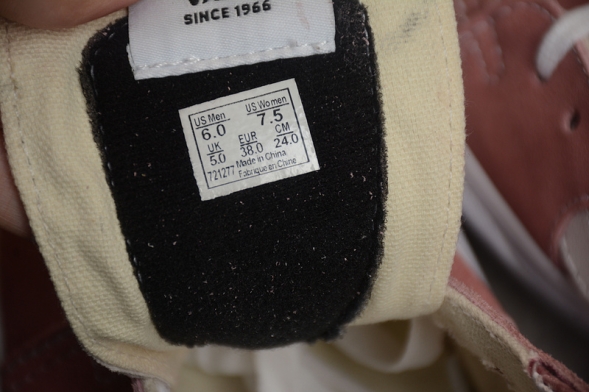 SINCE 1966
US Men US Women
6.0 7.5
UK EUR CM
5.0 38.0 24.0
721277 Made in China
Fabriqué en Chine